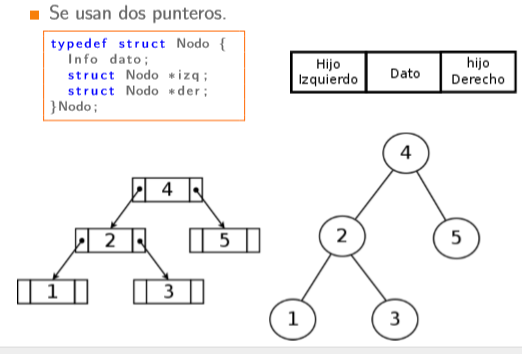 Se usan dos punteros.
typedef struct Nodo {
Info dato;
struct Nodo *izq;
struct Nodo *der;
}Nodo;
Hijo
Izquierdo
Dato
hijo
Derecho
4
2
5
1
3
4
2
5
1
3